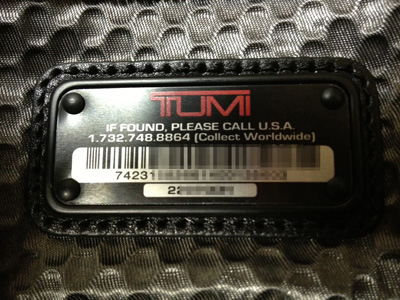 TUMI
IF FOUND, PLEASE CALL U.S.A.
1.732.748.8864 (Collect Worldwide)
74231
22